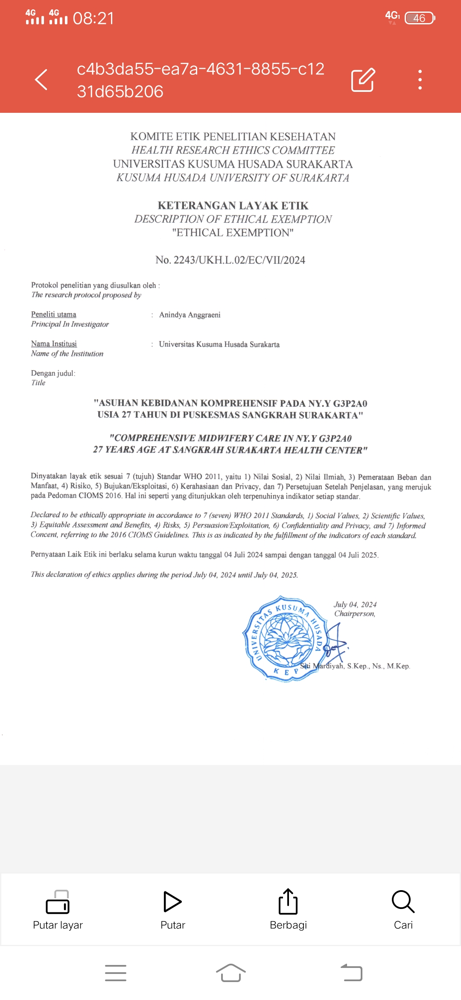 4G 4G 08:21 4G1 46
c4b3da55-ea7a-4631-8855-c12
31d65b206
KOMITE ETIK PENELITIAN KESEHATAN
HEALTH RESEARCH ETHICS COMMITTEE
UNIVERSITAS KUSUMA HUSADA SURAKARTA
KUSUMA HUSADA UNIVERSITY OF SURAKARTA
KETERANGAN LAYAK ETIK
DESCRIPTION OF ETHICAL EXEMPTION
"ETHICAL EXEMPTION"
No. 2243/UKH.L.02/EC/VII/2024
Protokol penelitian yang diusulkan oleh :
The research protocol proposed by
Peneliti utama : Anindya Anggraeni
Principal In Investigator
Nama Institusi : Universitas Kusuma Husada Surakarta
Name of the Institution
Dengan judul:
Title
"ASUHAN KEBIDANAN KOMPREHENSIF PADA NY.Y G3P2A0
USIA 27 TAHUN DI PUSKESMAS SANGKRAH SURAKARTA"
"COMPREHENSIVE MIDWIFERY CARE IN NY.Y G3P2A0
27 YEARS AGE AT SANGKRAH SURAKARTA HEALTH CENTER"
Dinyatakan layak etik sesuai 7 (tujuh) Standar WHO 2011, yaitu 1) Nilai Sosial, 2) Nilai Ilmiah, 3) Pemerataan Beban dan
Manfaat, 4) Risiko, 5) Bujukan/Eksploitasi, 6) Kerahasiaan dan Privacy, dan 7) Persetujuan Setelah Penjelasan, yang merujuk
pada Pedoman CIOMS 2016. Hal ini seperti yang ditunjukkan oleh terpenuhinya indikator setiap standar.
Declared to be ethically appropriate in accordance to 7 (seven) WHO 2011 Standards, 1) Social Values, 2) Scientific Values,
3) Equitable Assessment and Benefits, 4) Risks, 5) Persuasion/Exploitation, 6) Confidentiality and Privacy, and 7) Informed
Concent, referring to the 2016 CIOMS Guidelines. This is as indicated by the fulfillment of the indicators of each standard.
Pernyataan Laik Etik ini berlaku selama kurun waktu tanggal 04 Juli 2024 sampai dengan tanggal 04 Juli 2025.
This declaration of ethics applies during the period July 04, 2024 until July 04, 2025.
July 04, 2024
Chairperson,
UNIVERSITAS KUSUMA HUSADA
KEPK
Siti Mardiyah, S.Kep., Ns., M.Kep.
Putar layar Putar Berbagi Cari